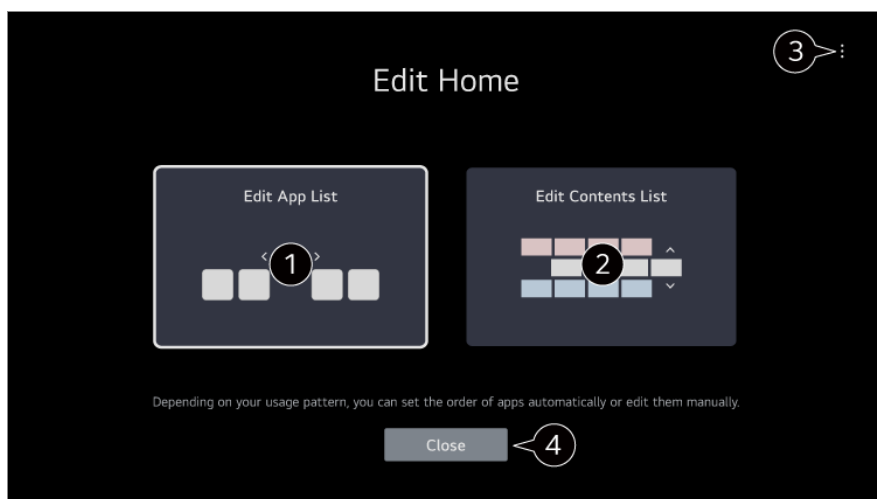 3
Edit Home
Edit App List
Edit Contents List
1
2
Depending on your usage pattern, you can set the order of apps automatically or edit them manually.
Close
4